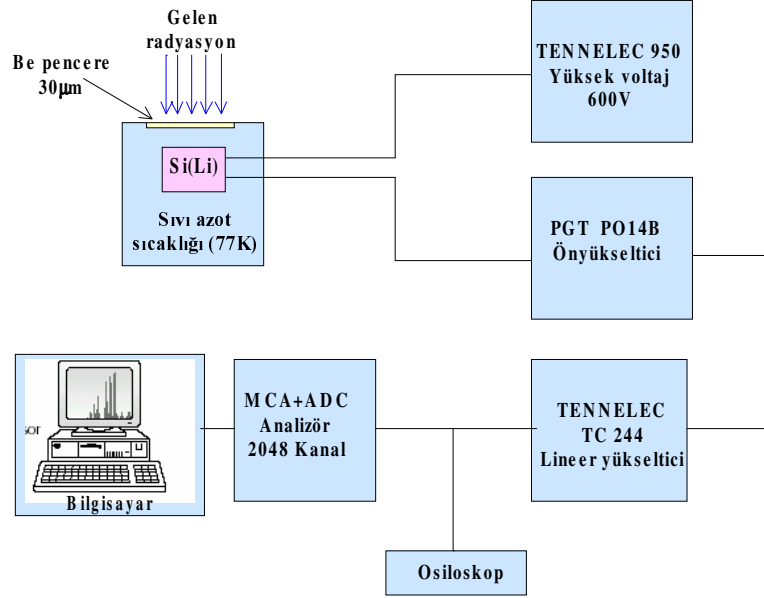 Gelen
radyasyon
Be pencere
30µm
Si(Li)
Sıvı azot
sıcaklığı (77K)
TENNELEC 950
Yüksek voltaj
600V
PGT PO14B
Önyükseltici
sor
Bilgisayar
MCA+ADC
Analizör
2048 Kanal
TENNELEC
TC 244
Lineer yükseltici
Osiloskop